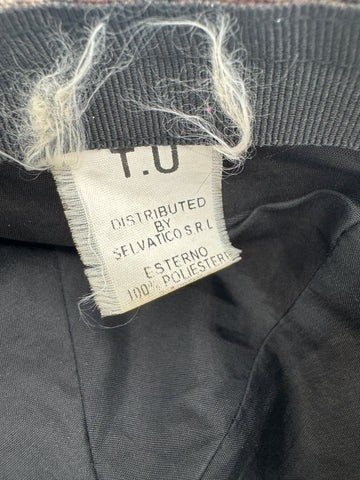 T.U
DISTRIBUTED
BY
SELVATICO S.R.L
ESTERNO
100% POLIESTERE